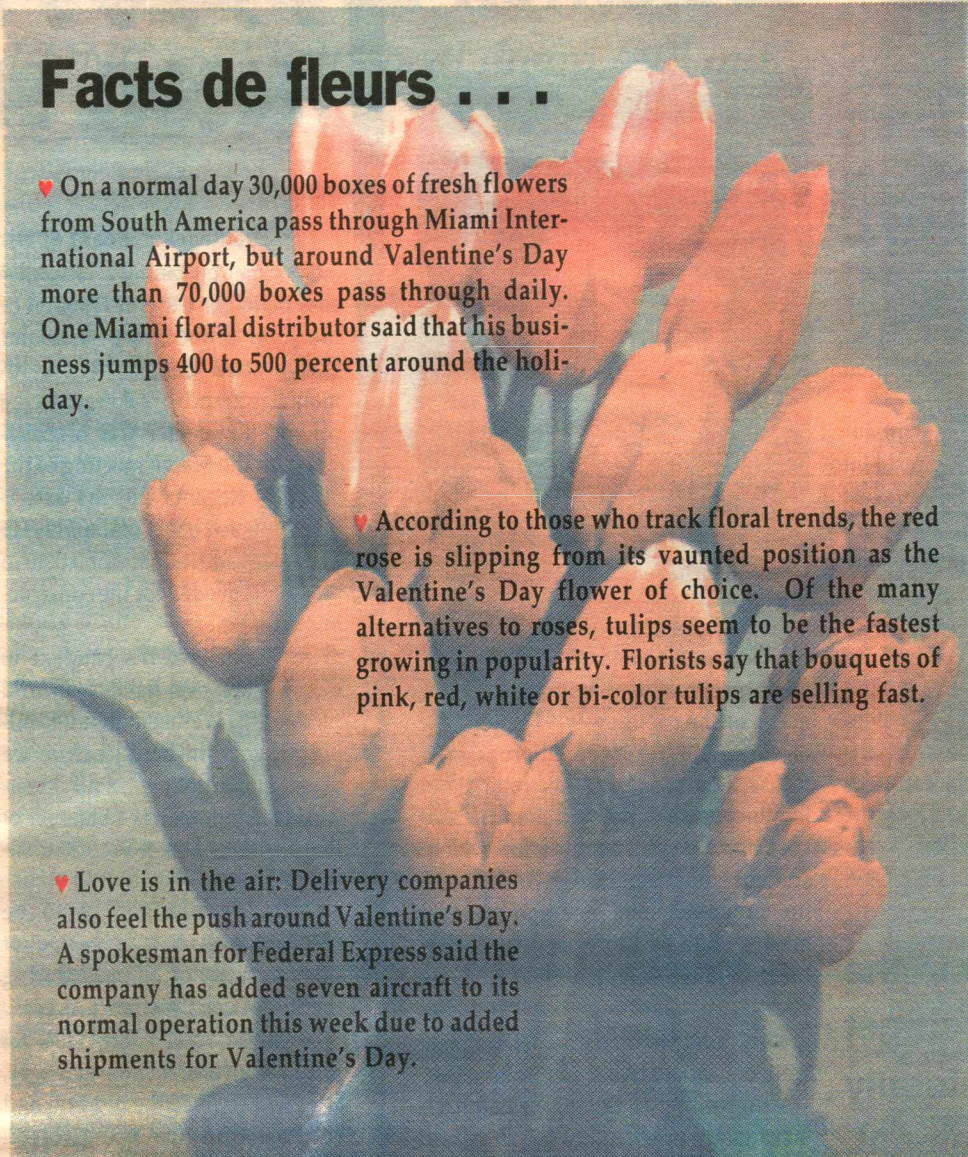 Facts de fleurs . . .
♥ On a normal day 30,000 boxes of fresh flowers
from South America pass through Miami Inter-
national Airport, but around Valentine's Day
more than 70,000 boxes pass through daily.
One Miami floral distributor said that his busi-
ness jumps 400 to 500 percent around the holi-
day.
♥ According to those who track floral trends, the red
rose is slipping from its vaunted position as the
Valentine's Day flower of choice. Of the many
alternatives to roses, tulips seem to be the fastest
growing in popularity. Florists say that bouquets of
pink, red, white or bi-color tulips are selling fast.
♥ Love is in the air: Delivery companies
also feel the push around Valentine's Day.
A spokesman for Federal Express said the
company has added seven aircraft to its
normal operation this week due to added
shipments for Valentine's Day.